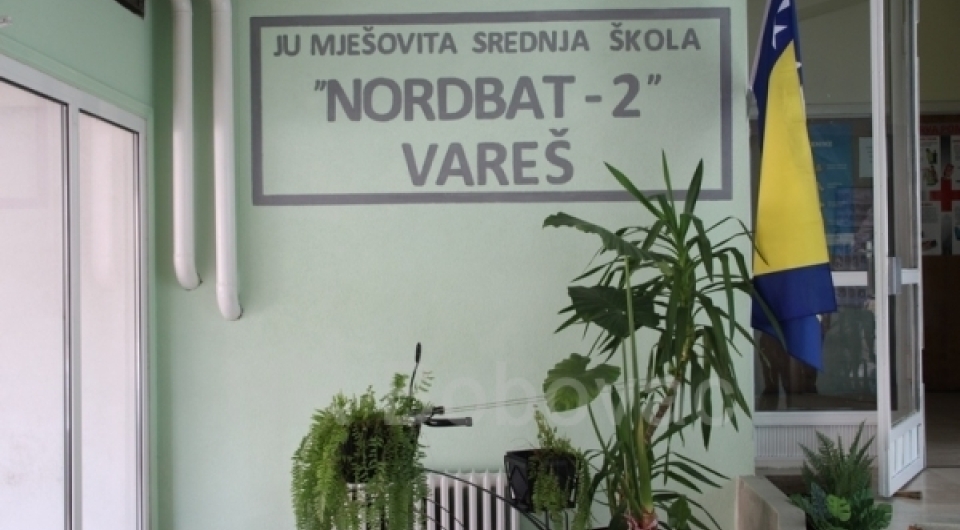 JU MJEŠOVITA SREDNJA ŠKOLA
"NORDBAT - 2"
VAREŠ